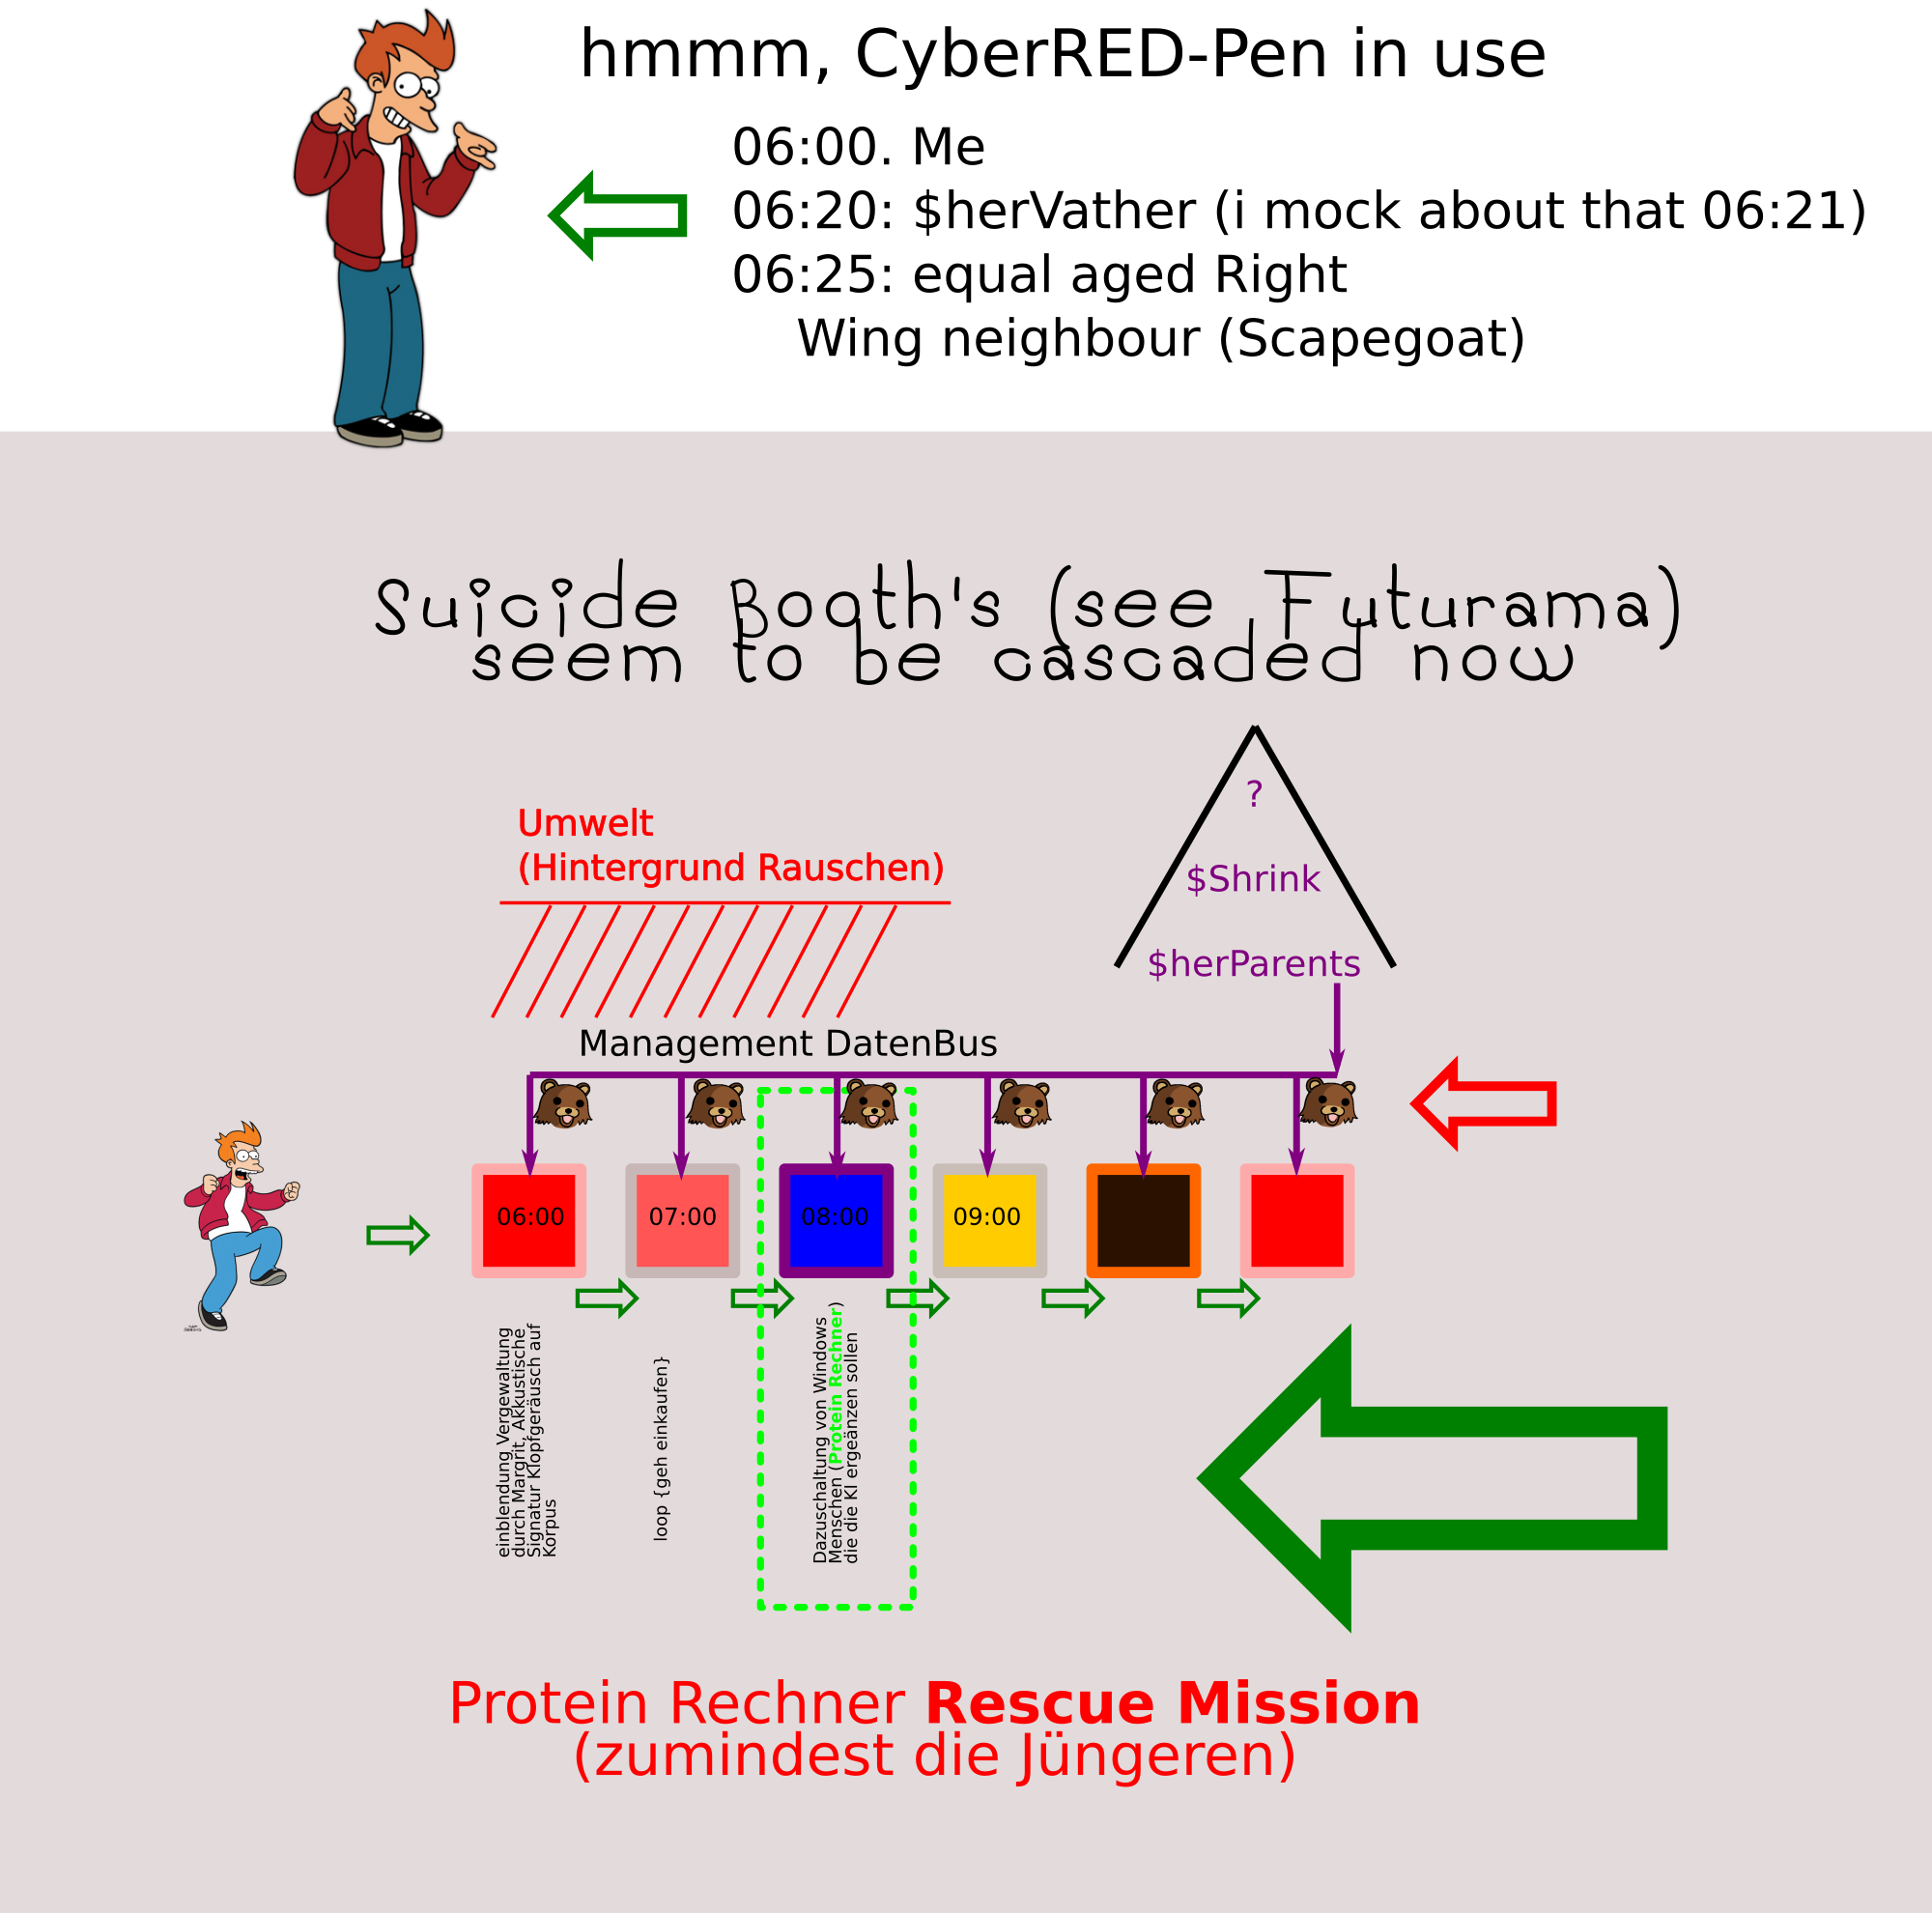 hmmm, CyberRED-Pen in use
06:00. Me
06:20: $herVather (i mock about that 06:21)
06:25: equal aged Right
Wing neighbour (Scapegoat)
Suicide Booth's (see Futurama)
seem to be cascaded now
?
$Shrink
$herParents
Umwelt
(Hintergrund Rauschen)
Management DatenBus
06:00
07:00
08:00
09:00
einblendung Vergewaltung
durch Margrit, Akkustische
Signatur Klopfgeräusch auf
Korpus
loop {geh einkaufen}
Dazuschaltung von Windows
Menschen (Protein Rechner)
die die KI ergeänzen sollen
Protein Rechner Rescue Mission
(zumindest die Jüngeren)